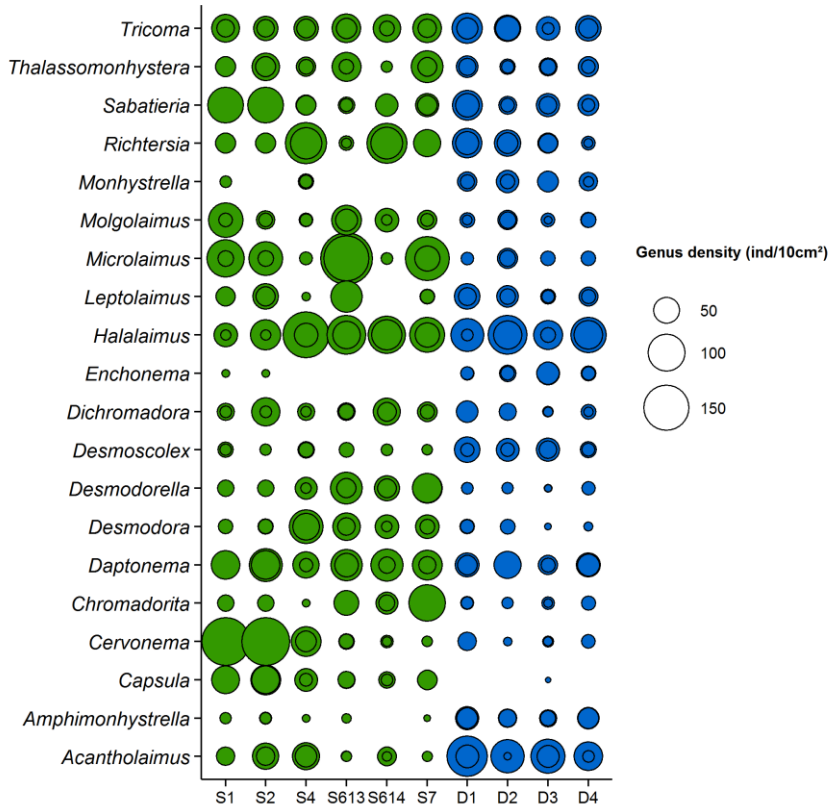 Tricoma
Thalassomonhystera
Sabatieria
Richtersia
Monhystrella
Molgolaimus
Microlaimus
Leptolaimus
Halalaimus
Enchonema
Dichromadora
Desmoscolex
Desmodorella
Desmodora
Daptonema
Chromadorita
Cervonema
Capsula
Amphimonhystrella
Acantholaimus
S1 S2 S4 S613 S614 S7 D1 D2 D3 D4
Genus density (ind/10cm²)
50
100
150